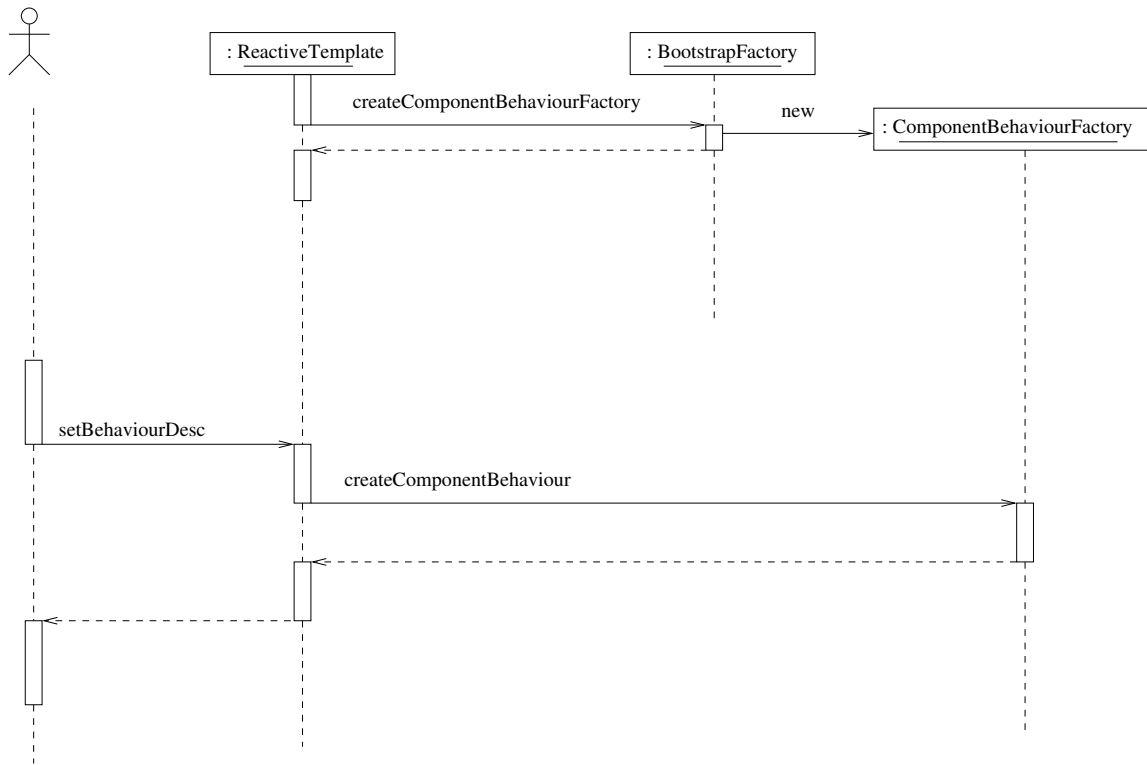 : ReactiveTemplate
: BootstrapFactory
createComponentBehaviourFactory
new
: ComponentBehaviourFactory
setBehaviourDesc
createComponentBehaviour